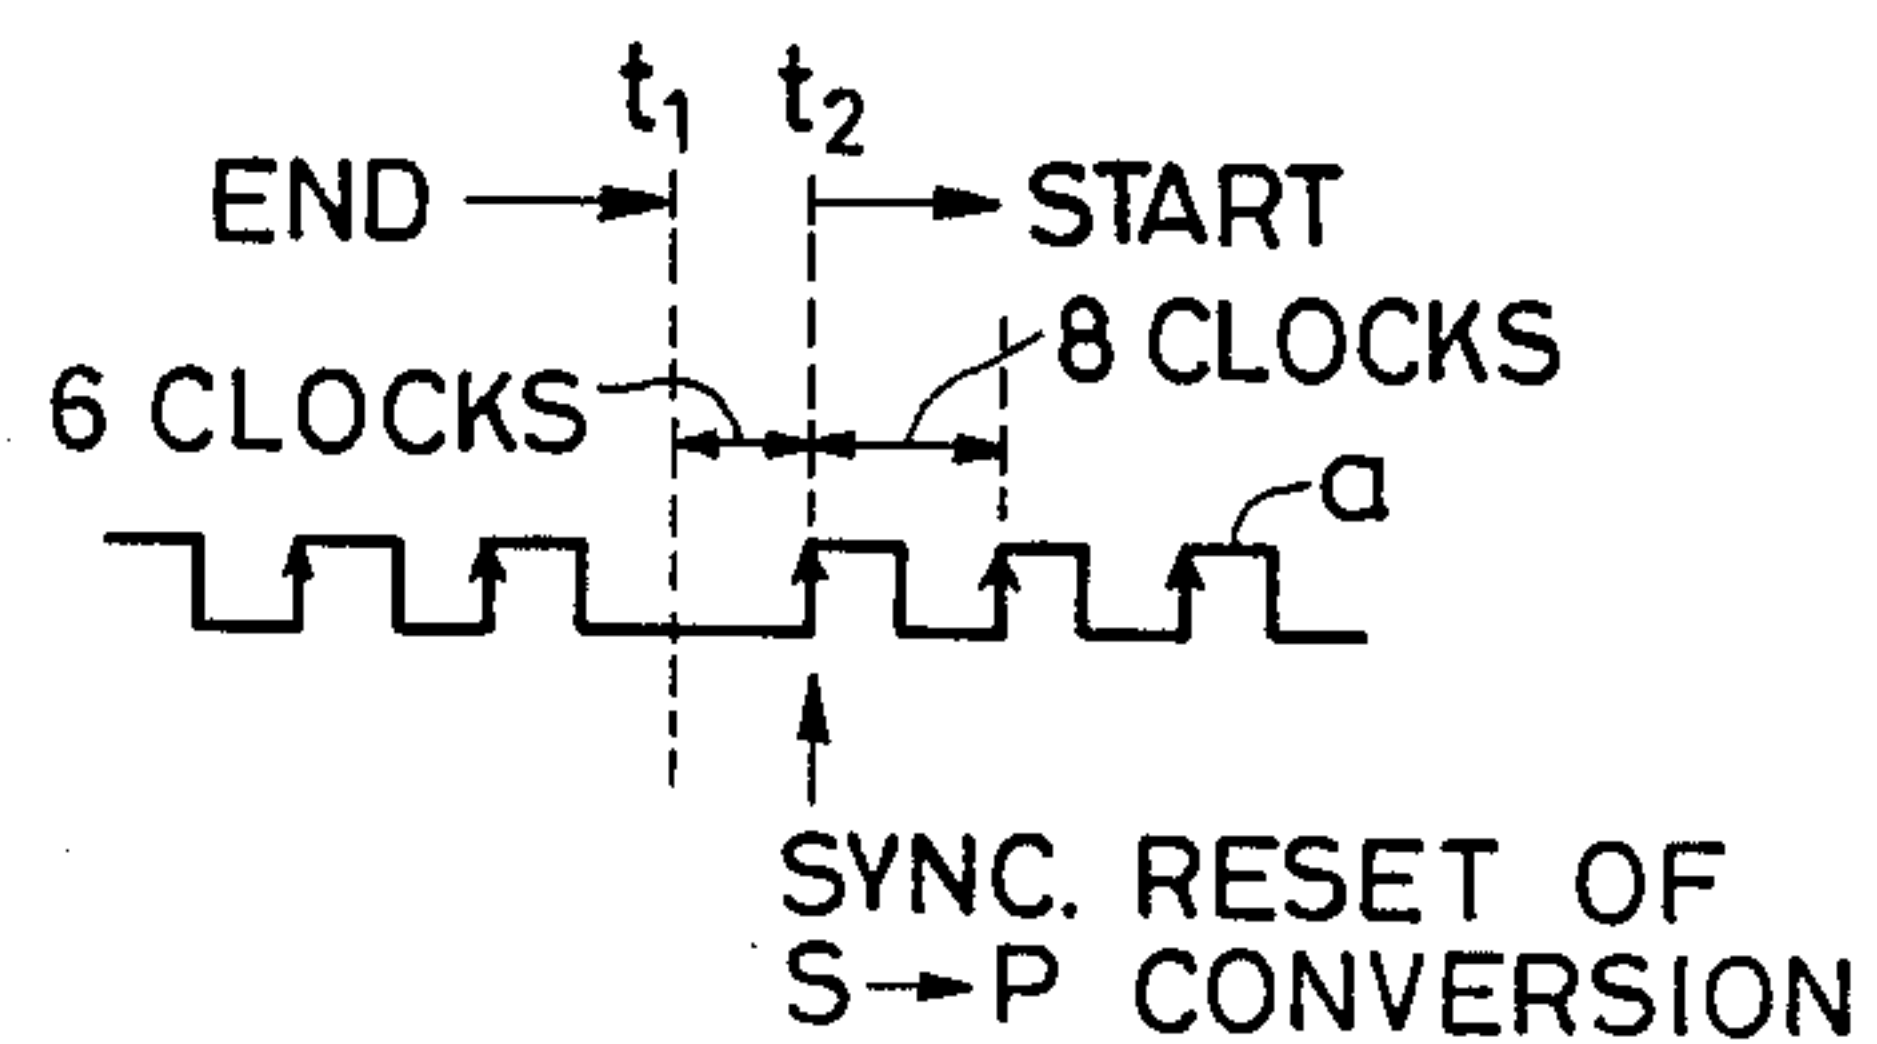 t1 t2
END START
8 CLOCKS
6 CLOCKS
a
SYNC. RESET OF
S→P CONVERSION